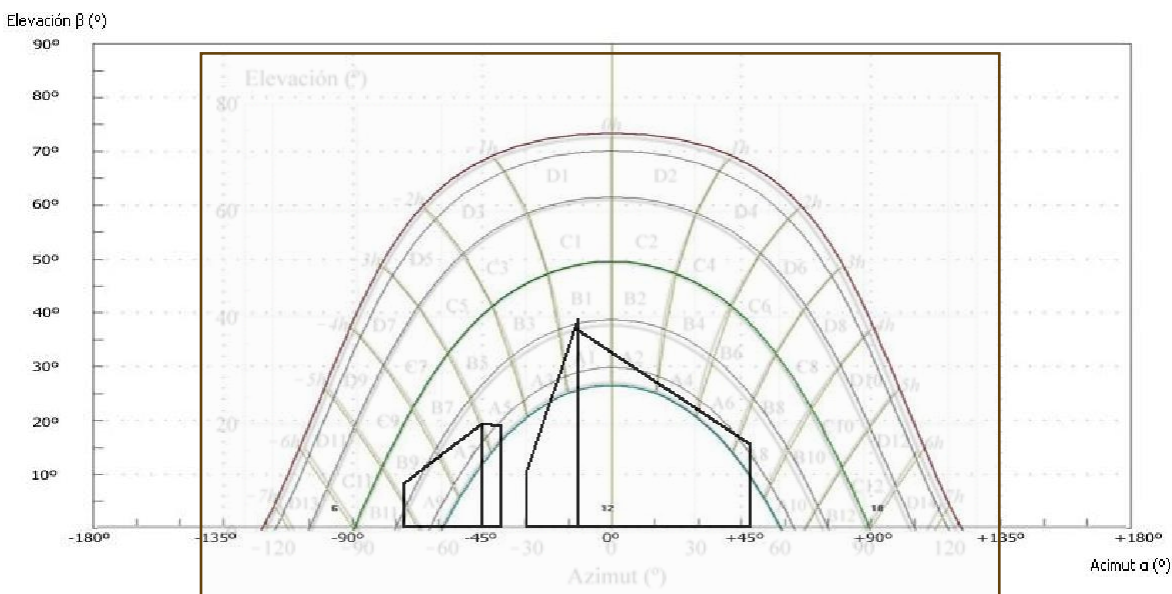 Elevación β (º)
90º
Elevación (º)
80º 80
0h
70º -1h 1h
D1 D2
60º 60 -2h D3 D4 2h
C1 C2
50º 3h D5 C3 C4 D6 3h
B1 B2
40º 40 -4h D7 C5 B3 B4 C6 D8 4h
30º 5h D9 C7 B5 A1 A2 B6 C8 D10 5h
20º 20 C9 B7 A5 A3 A4 A6 B8 C10
-6h D11 D12 6h
10º C11 B9 A8 B10 C12
-7h D13 B11 A9 A10 B12 D14 7h
6 12 18
-180º -135º -90º -45º 0º +45º +90º +135º +180º
-120 -90 -60 -30 0 30 60 90 120
Acimut α (º)
Azimut (º)